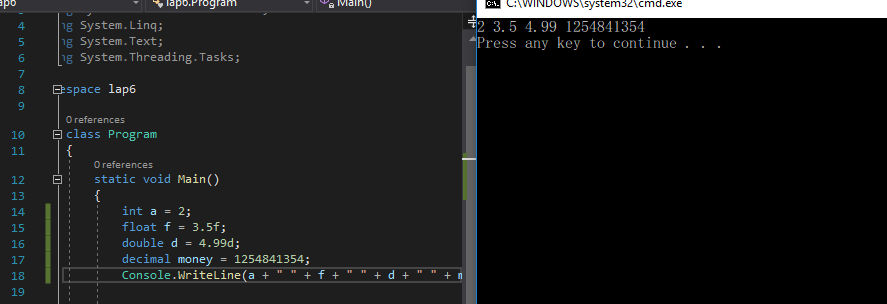 ap6
lap6.Program
Main()
C:\WINDOWS\system32\cmd.exe
4 ng System.Linq;
5 ng System.Text;
6 ng System.Threading.Tasks;
7
8 espace lap6
9
0 references
10 class Program
11 {
0 references
12 static void Main()
13 {
14 int a = 2;
15 float f = 3.5f;
16 double d = 4.99d;
17 decimal money = 1254841354;
18 Console.WriteLine(a + " " + f + " " + d + " " + m
19
2 3.5 4.99 1254841354
Press any key to continue . . .